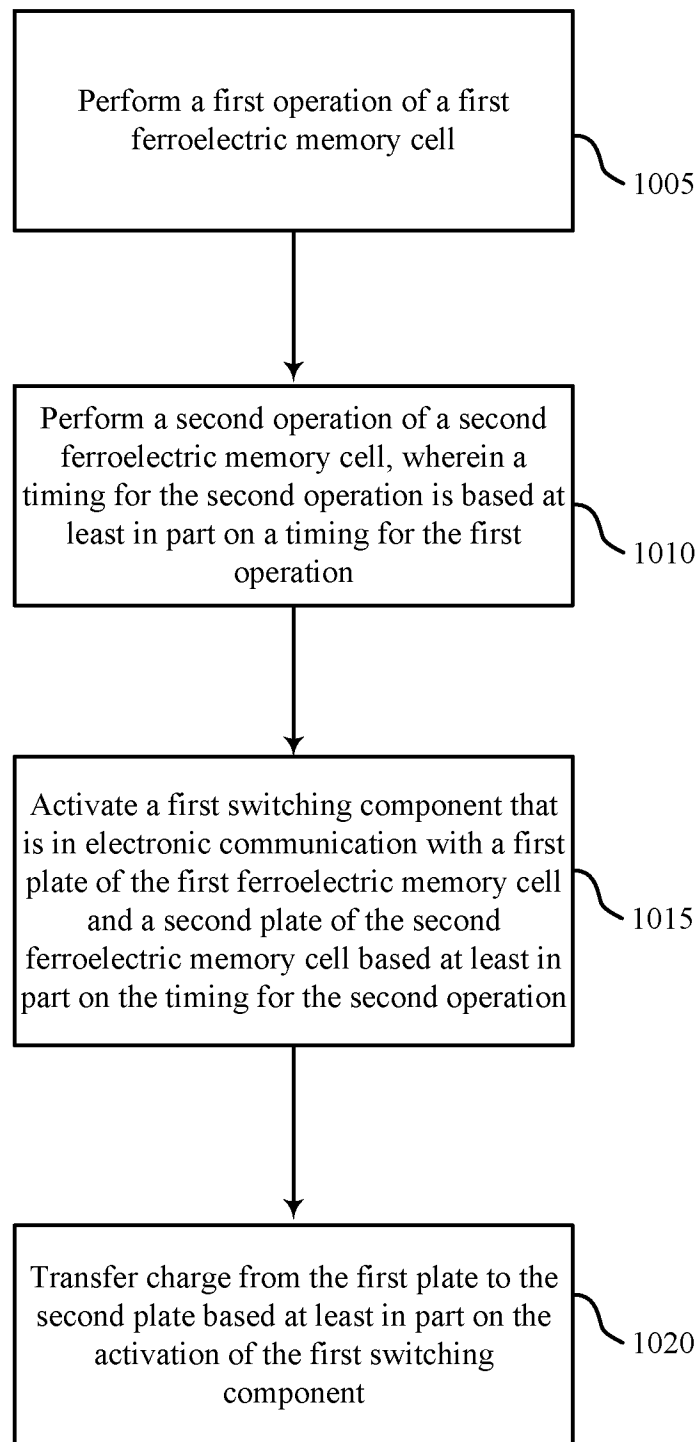 Perform a first operation of a first
ferroelectric memory cell
1005
Perform a second operation of a second
ferroelectric memory cell, wherein a
timing for the second operation is based at
least in part on a timing for the first
operation
1010
Activate a first switching component that
is in electronic communication with a first
plate of the first ferroelectric memory cell
and a second plate of the second
ferroelectric memory cell based at least in
part on the timing for the second operation
1015
Transfer charge from the first plate to the
second plate based at least in part on the
activation of the first switching
component
1020